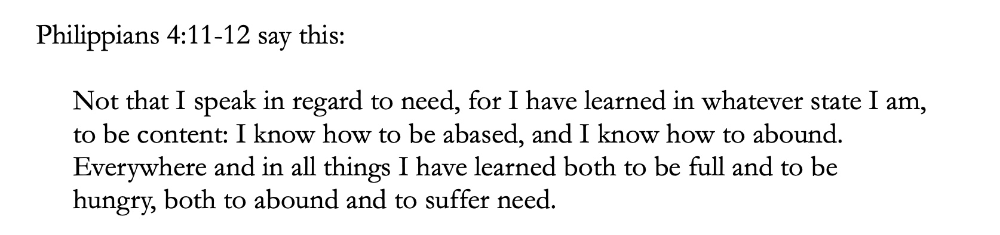 Philippians 4:11-12 say this:
Not that I speak in regard to need, for I have learned in whatever state I am,
to be content: I know how to be abased, and I know how to abound.
Everywhere and in all things I have learned both to be full and to be
hungry, both to abound and to suffer need.